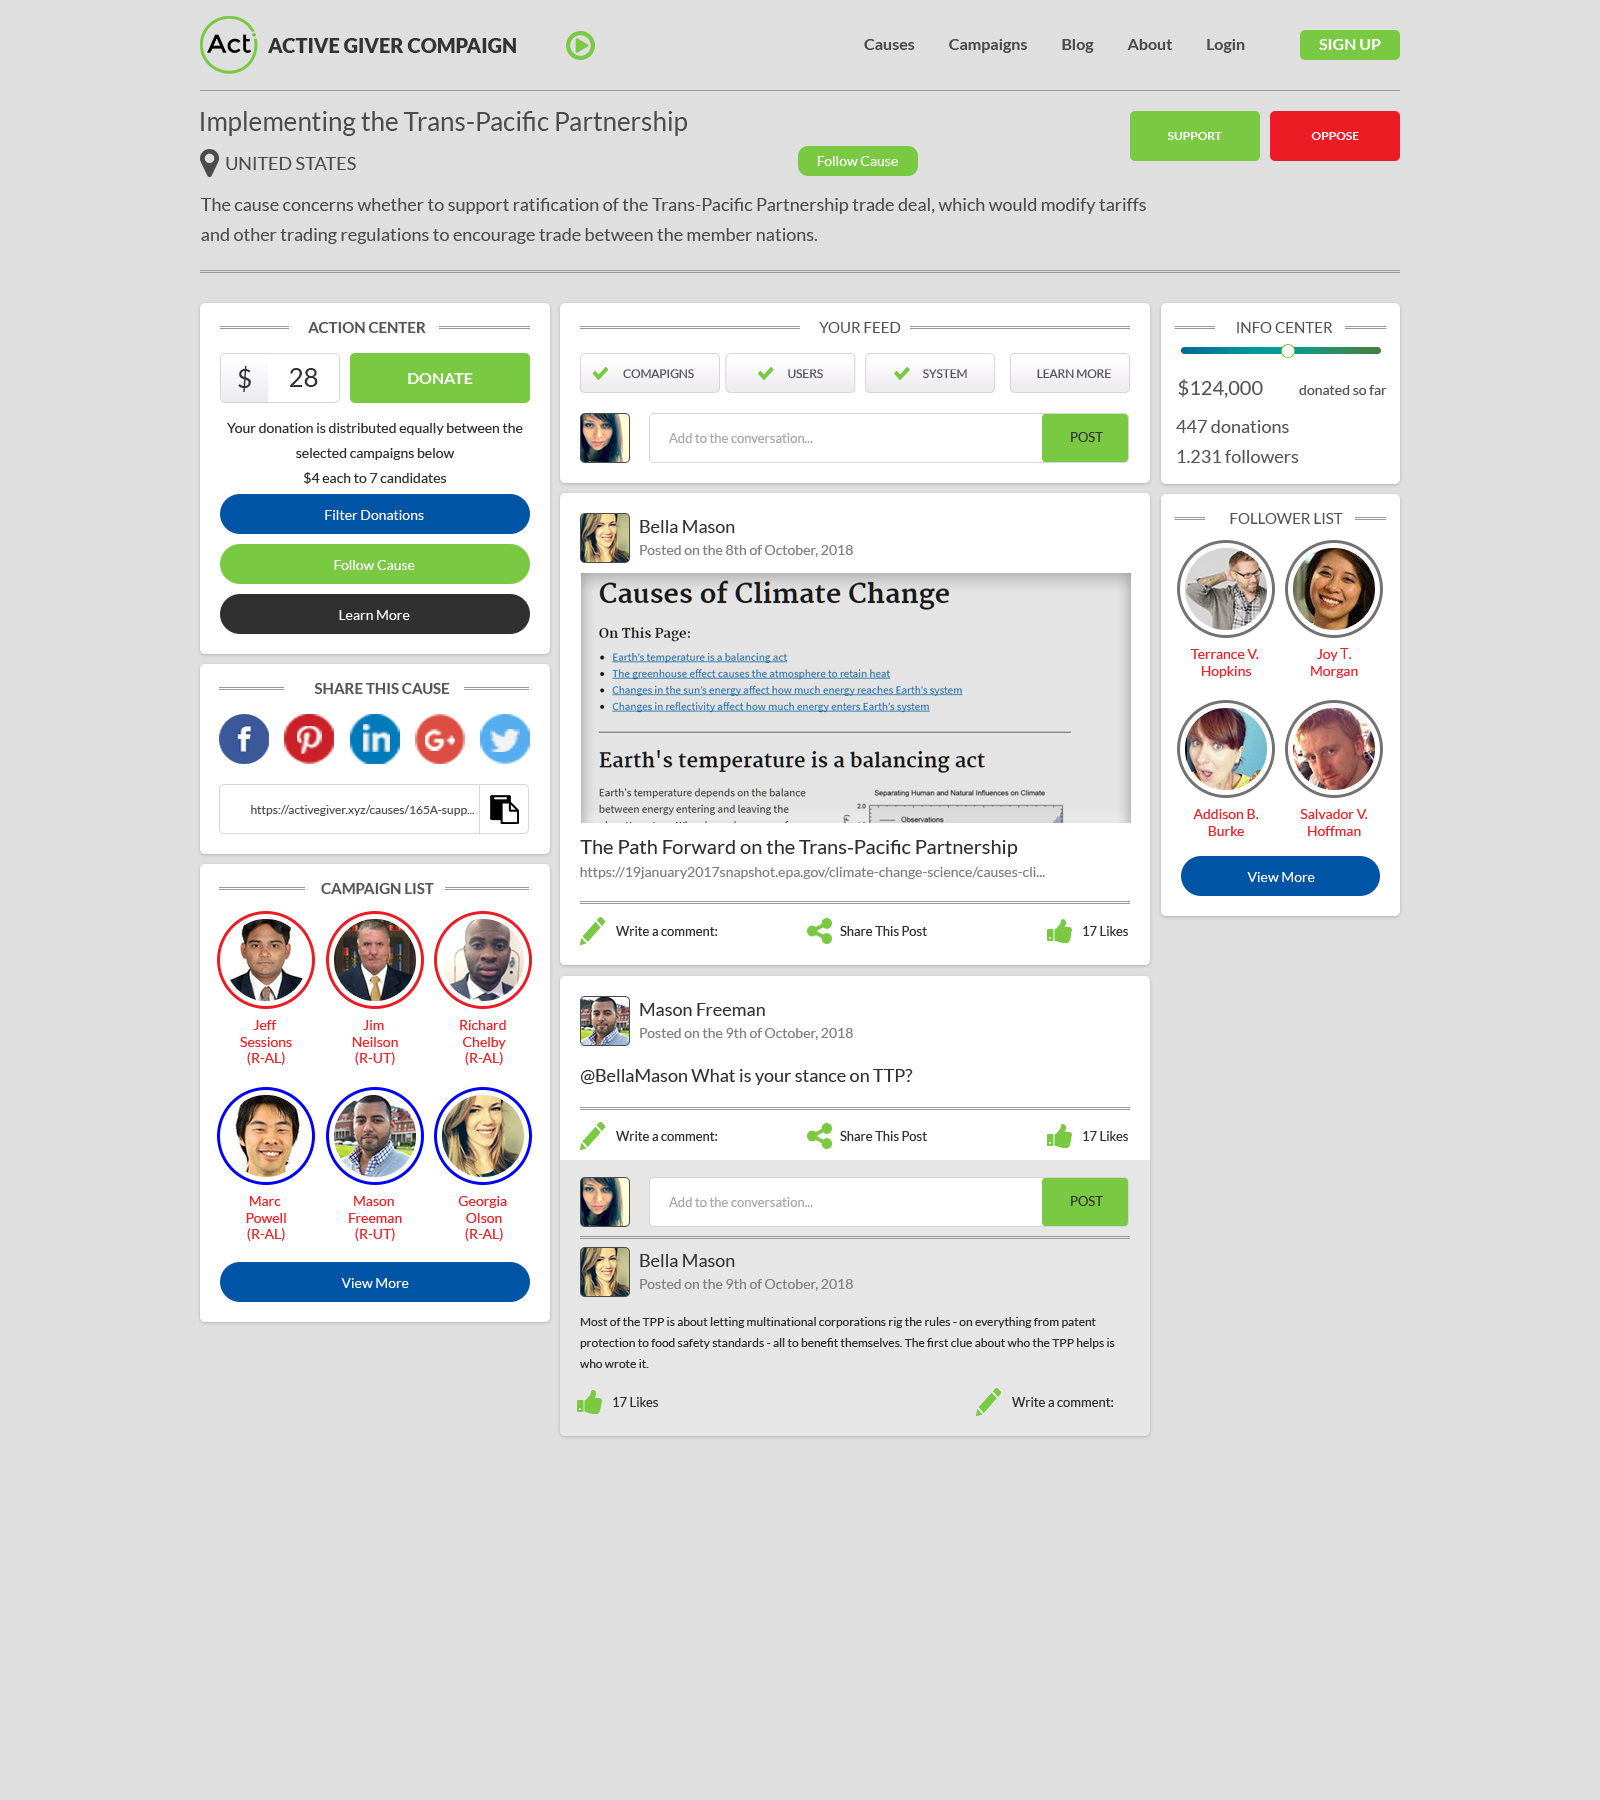 Act
ACTIVE GIVER COMPAIGN
Causes
Campaigns
Blog
About
Login
SIGN UP
Implementing the Trans-Pacific Partnership
UNITED STATES
Follow Cause
SUPPORT
OPPOSE
The cause concerns whether to support ratification of the Trans-Pacific Partnership trade deal, which would modify tariffs
and other trading regulations to encourage trade between the member nations.
ACTION CENTER
$ 28
DONATE
Your donation is distributed equally between the
selected campaigns below
$4 each to 7 candidates
Filter Donations
Follow Cause
Learn More
SHARE THIS CAUSE
https://activegiver.xyz/causes/165A-supp...
CAMPAIGN LIST
Jeff
Sessions
(R-AL)
Jim
Neilson
(R-UT)
Richard
Chelby
(R-AL)
Marc
Powell
(R-AL)
Mason
Freeman
(R-UT)
Georgia
Olson
(R-AL)
View More
YOUR FEED
COMAPIGNS
USERS
SYSTEM
LEARN MORE
Add to the conversation...
POST
Bella Mason
Posted on the 8th of October, 2018
Causes of Climate Change
On This Page:
Earth's temperature is a balancing act
The greenhouse effect causes the atmosphere to retain heat
Changes in the sun's energy affect how much energy reaches Earth's system
Changes in reflectivity affect how much energy enters Earth's system
Earth's temperature is a balancing act
Earth's temperature depends on the balance
between energy entering and leaving the
Separating Human and Natural Influences on Climate
2.0
Observations
1.5
The Path Forward on the Trans-Pacific Partnership
https://19january2017snapshot.epa.gov/climate-change-science/causes-cli...
Write a comment:
Share This Post
17 Likes
Mason Freeman
Posted on the 9th of October, 2018
@BellaMason What is your stance on TTP?
Write a comment:
Share This Post
17 Likes
Add to the conversation...
POST
Bella Mason
Posted on the 9th of October, 2018
Most of the TPP is about letting multinational corporations rig the rules - on everything from patent
protection to food safety standards - all to benefit themselves. The first clue about who the TPP helps is
who wrote it.
17 Likes
Write a comment:
INFO CENTER
$124,000
donated so far
447 donations
1.231 followers
FOLLOWER LIST
Terrance V.
Hopkins
Joy T.
Morgan
Addison B.
Burke
Salvador V.
Hoffman
View More